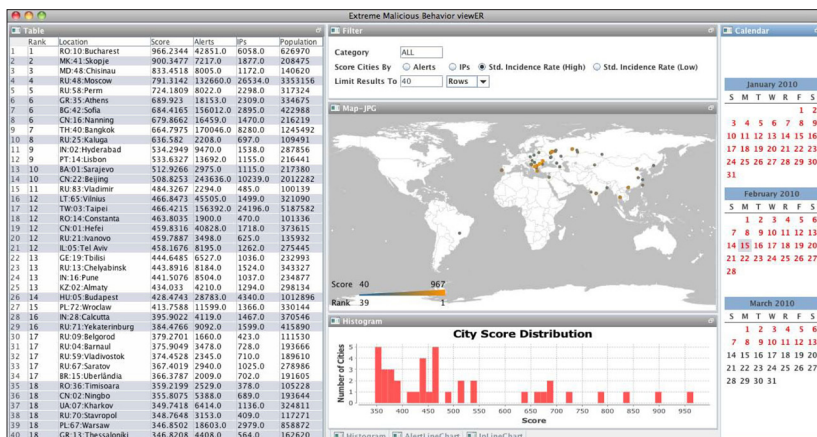 Extreme Malicious Behavior viewER
Table
Rank Location Score Alerts IPs Population
1 1 RO:10:Bucharest 966.2344 42851.0 6058.0 626970
2 2 MK:41:Skopje 900.3477 7217.0 1877.0 208475
3 3 MD:48:Chisinau 833.4518 8005.0 1172.0 140620
4 4 RU:48:Moscow 791.3142 132660.0 26534.0 3353156
5 5 RU:58:Perm 724.1809 8022.0 2298.0 317324
6 6 GR:35:Athens 689.923 18153.0 2309.0 334675
7 6 BG:42:Sofia 684.4165 156012.0 2895.0 422988
8 6 CN:16:Nanning 679.8662 16459.0 1470.0 216219
9 7 TH:40:Bangkok 664.7975 170046.0 8280.0 1245492
10 8 RU:25:Kaluga 636.582 2208.0 697.0 109491
11 9 IN:02:Hyderabad 534.2949 9470.0 1538.0 287856
12 9 PT:14:Lisbon 533.6327 13692.0 1155.0 216441
13 10 BA:01:Sarajevo 512.9266 2975.0 1115.0 217380
14 10 CN:22:Beijing 508.8253 243636.0 10239.0 2012282
15 11 RU:83:Vladimir 484.3267 2294.0 485.0 100139
16 12 LT:65:Vilnius 466.8473 45505.0 1499.0 321090
17 12 TW:03:Taipei 466.4215 156392.0 24196.0 5187582
18 12 RO:14:Constanta 463.8035 1900.0 470.0 101336
19 12 CN:01:Hefei 459.8316 40828.0 1718.0 373615
20 12 RU:21:Ivanovo 459.7887 3498.0 625.0 135932
21 12 IL:05:Tel Aviv 458.1676 8195.0 1262.0 275445
22 13 GE:19:Tbilisi 444.6485 6527.0 1036.0 232993
23 13 RU:13:Chelyabinsk 443.8916 8184.0 1524.0 343327
24 13 IN:16:Pune 441.5076 8504.0 1037.0 234877
25 13 KZ:02:Almaty 434.033 4210.0 1294.0 298134
26 14 HU:05:Budapest 428.4743 28783.0 4340.0 1012896
27 15 PL:72:Wroclaw 413.7588 11599.0 1366.0 330144
28 16 IN:28:Calcutta 395.9022 4119.0 1467.0 370546
29 16 RU:71:Yekaterinburg 384.4766 9092.0 1599.0 415890
30 17 RU:09:Belgorod 379.2701 1660.0 423.0 111530
31 17 RU:04:Barnaul 375.9049 3478.0 728.0 193666
32 17 RU:59:Vladivostok 374.4528 2345.0 710.0 189610
33 17 RU:67:Saratov 367.4019 2940.0 1025.0 278986
34 17 BR:15:Uberlândia 366.3787 2009.0 702.0 191605
35 18 RO:36:Timisoara 359.2199 2529.0 378.0 105228
36 18 CN:02:Ningbo 355.8075 5388.0 689.0 193644
37 18 UA:07:Kharkov 349.7418 6414.0 1136.0 324811
38 18 RU:70:Stavropol 348.7648 3153.0 409.0 117271
39 18 PL:67:Warsaw 346.8502 18603.0 2979.0 858872
40 18 GR:13:Thessaloniki 346.8208 4408.0 564.0 162620
Filter
Category ALL
Score Cities By Alerts IPs Std. Incidence Rate (High) Std. Incidence Rate (Low)
Limit Results To 40 Rows
Map-JPG
Score 40 967
Rank 39 1
Histogram
City Score Distribution
Number of Cities
5
4
3
2
1
0
350 400 450 500 550 600 650 700 750 800 850 900 950
Score
Histogram AlertLineChart InLineChart
Calendar
January 2010
S M T W R F S
1 2
3 4 5 6 7 8 9
10 11 12 13 14 15 16
17 18 19 20 21 22 23
24 25 26 27 28 29 30
31
February 2010
S M T W R F S
1 2 3 4 5 6
7 8 9 10 11 12 13
14 15 16 17 18 19 20
21 22 23 24 25 26 27
28
March 2010
S M T W R F S
1 2 3 4 5 6
7 8 9 10 11 12 13
14 15 16 17 18 19 20
21 22 23 24 25 26 27
28 29 30 31